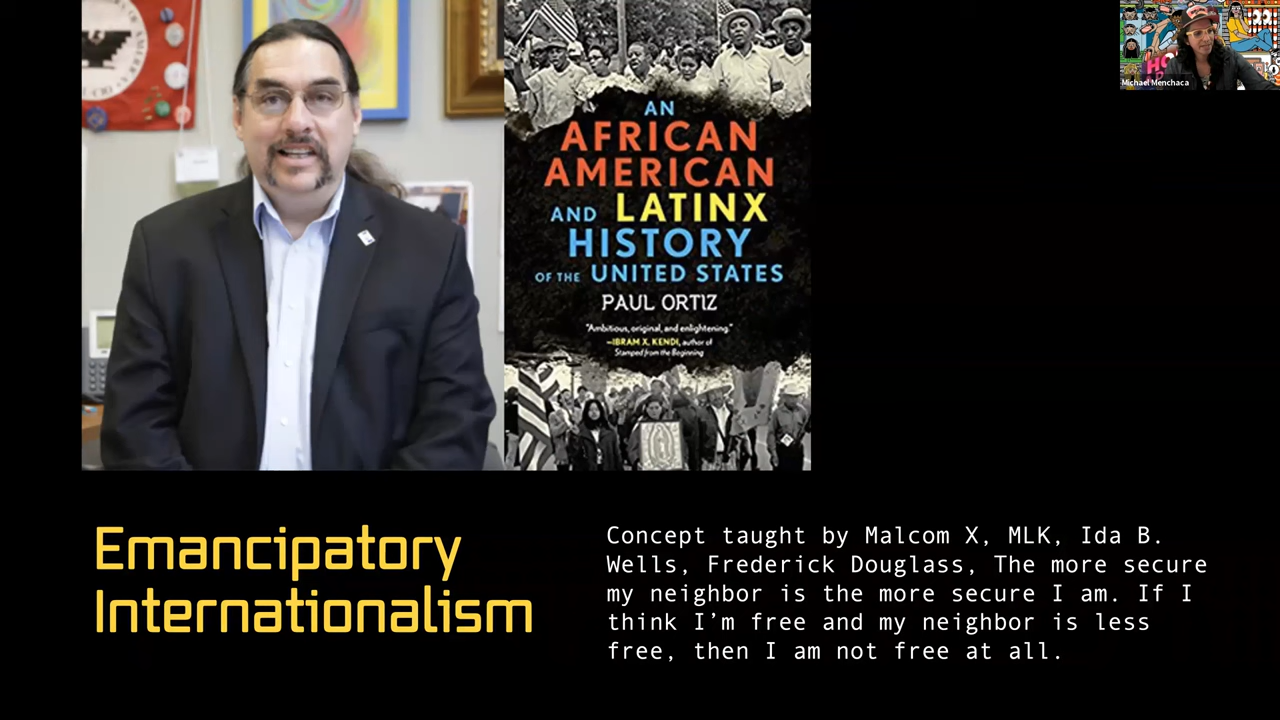 AN
AFRICAN
AMERICAN
AND LATINX
HISTORY
OF THE UNITED STATES
PAUL ORTIZ
"Ambitious, original, and enlightening."
—IBRAM X. KENDI, author of
Stamped from the Beginning
Michael Menchaca
Emancipatory
Internationalism
Concept taught by Malcom X, MLK, Ida B.
Wells, Frederick Douglass, The more secure
my neighbor is the more secure I am. If I
think I’m free and my neighbor is less
free, then I am not free at all.